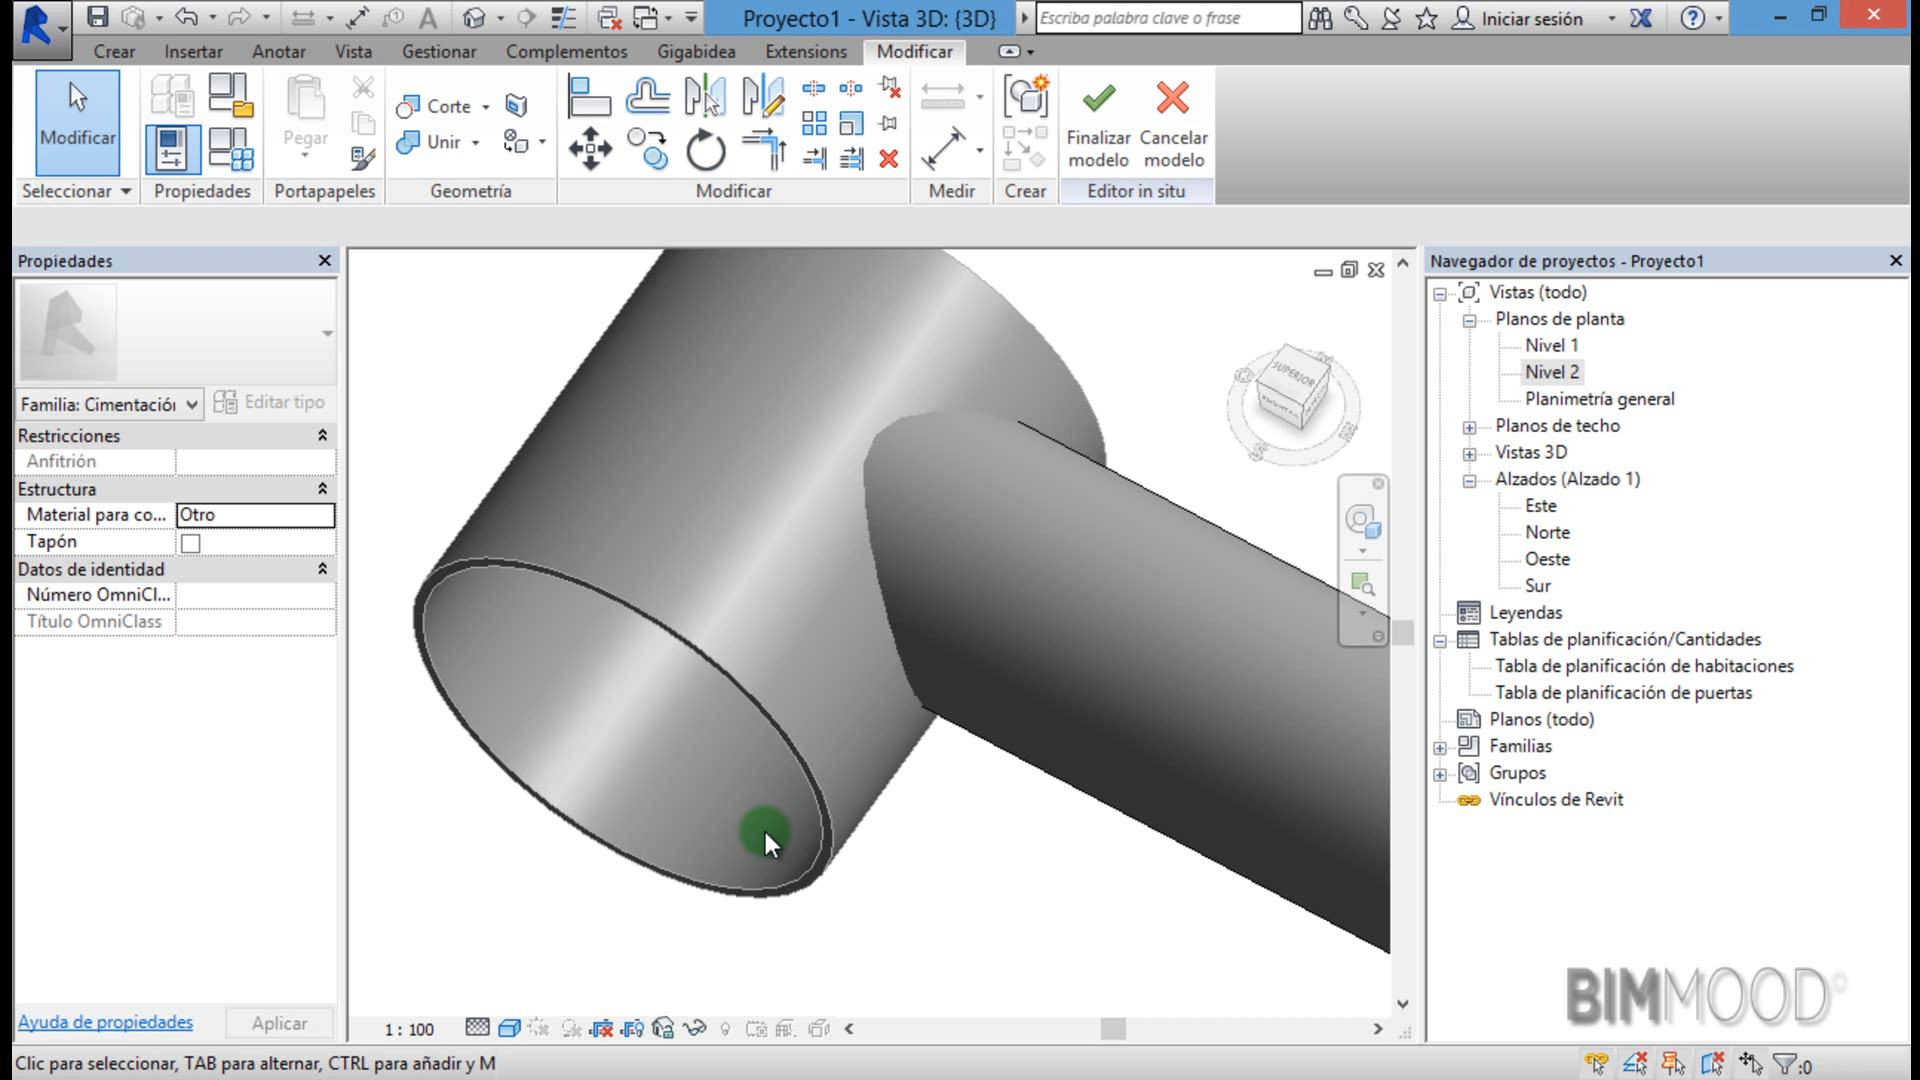 Proyecto1 - Vista 3D: {3D}
Escriba palabra clave o frase
Iniciar sesión
Crear Insertar Anotar Vista Gestionar Complementos Gigabidea Extensions Modificar
Modificar
Pegar
Corte
Unir
Finalizar modelo
Cancelar modelo
Seleccionar Propiedades Portapapeles Geometría Modificar Medir Crear Editor in situ
Propiedades
Familia: Cimentación
Editar tipo
Restricciones
Anfitrión
Estructura
Material para co... Otro
Tapón
Datos de identidad
Número OmniCl...
Título OmniClass
Ayuda de propiedades
Aplicar
SUPERIOR
1 : 100
Navegador de proyectos - Proyecto1
Vistas (todo)
Planos de planta
Nivel 1
Nivel 2
Planimetría general
Planos de techo
Vistas 3D
Alzados (Alzado 1)
Este
Norte
Oeste
Sur
Leyendas
Tablas de planificación/Cantidades
Tabla de planificación de habitaciones
Tabla de planificación de puertas
Planos (todo)
Familias
Grupos
Vínculos de Revit
BIMMOOD©
Clic para seleccionar, TAB para alternar, CTRL para añadir y M
:0